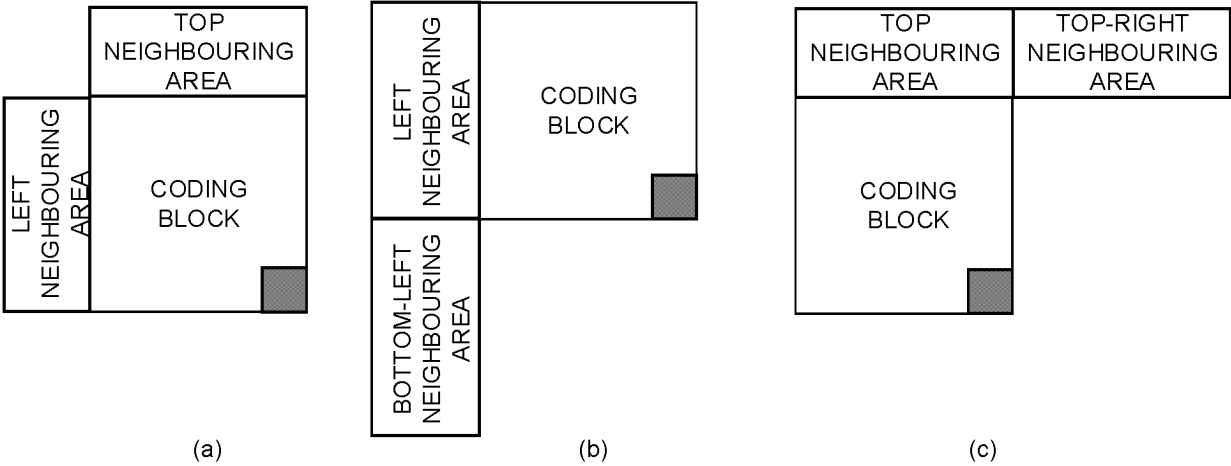 TOP
NEIGHBOURING
AREA
LEFT
NEIGHBOURING
AREA
CODING
BLOCK
(a)
LEFT
NEIGHBOURING
AREA
CODING
BLOCK
BOTTOM-LEFT
NEIGHBOURING
AREA
(b)
TOP
NEIGHBOURING
AREA
TOP-RIGHT
NEIGHBOURING
AREA
CODING
BLOCK
(c)